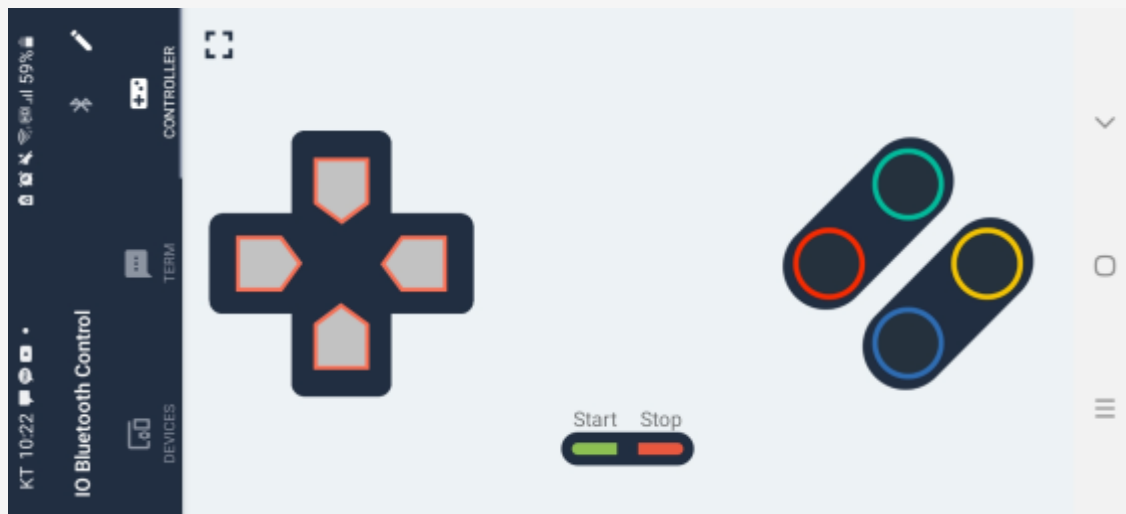 KT 10:22
59%
IO Bluetooth Control
DEVICES
TERM
CONTROLLER
Start
Stop